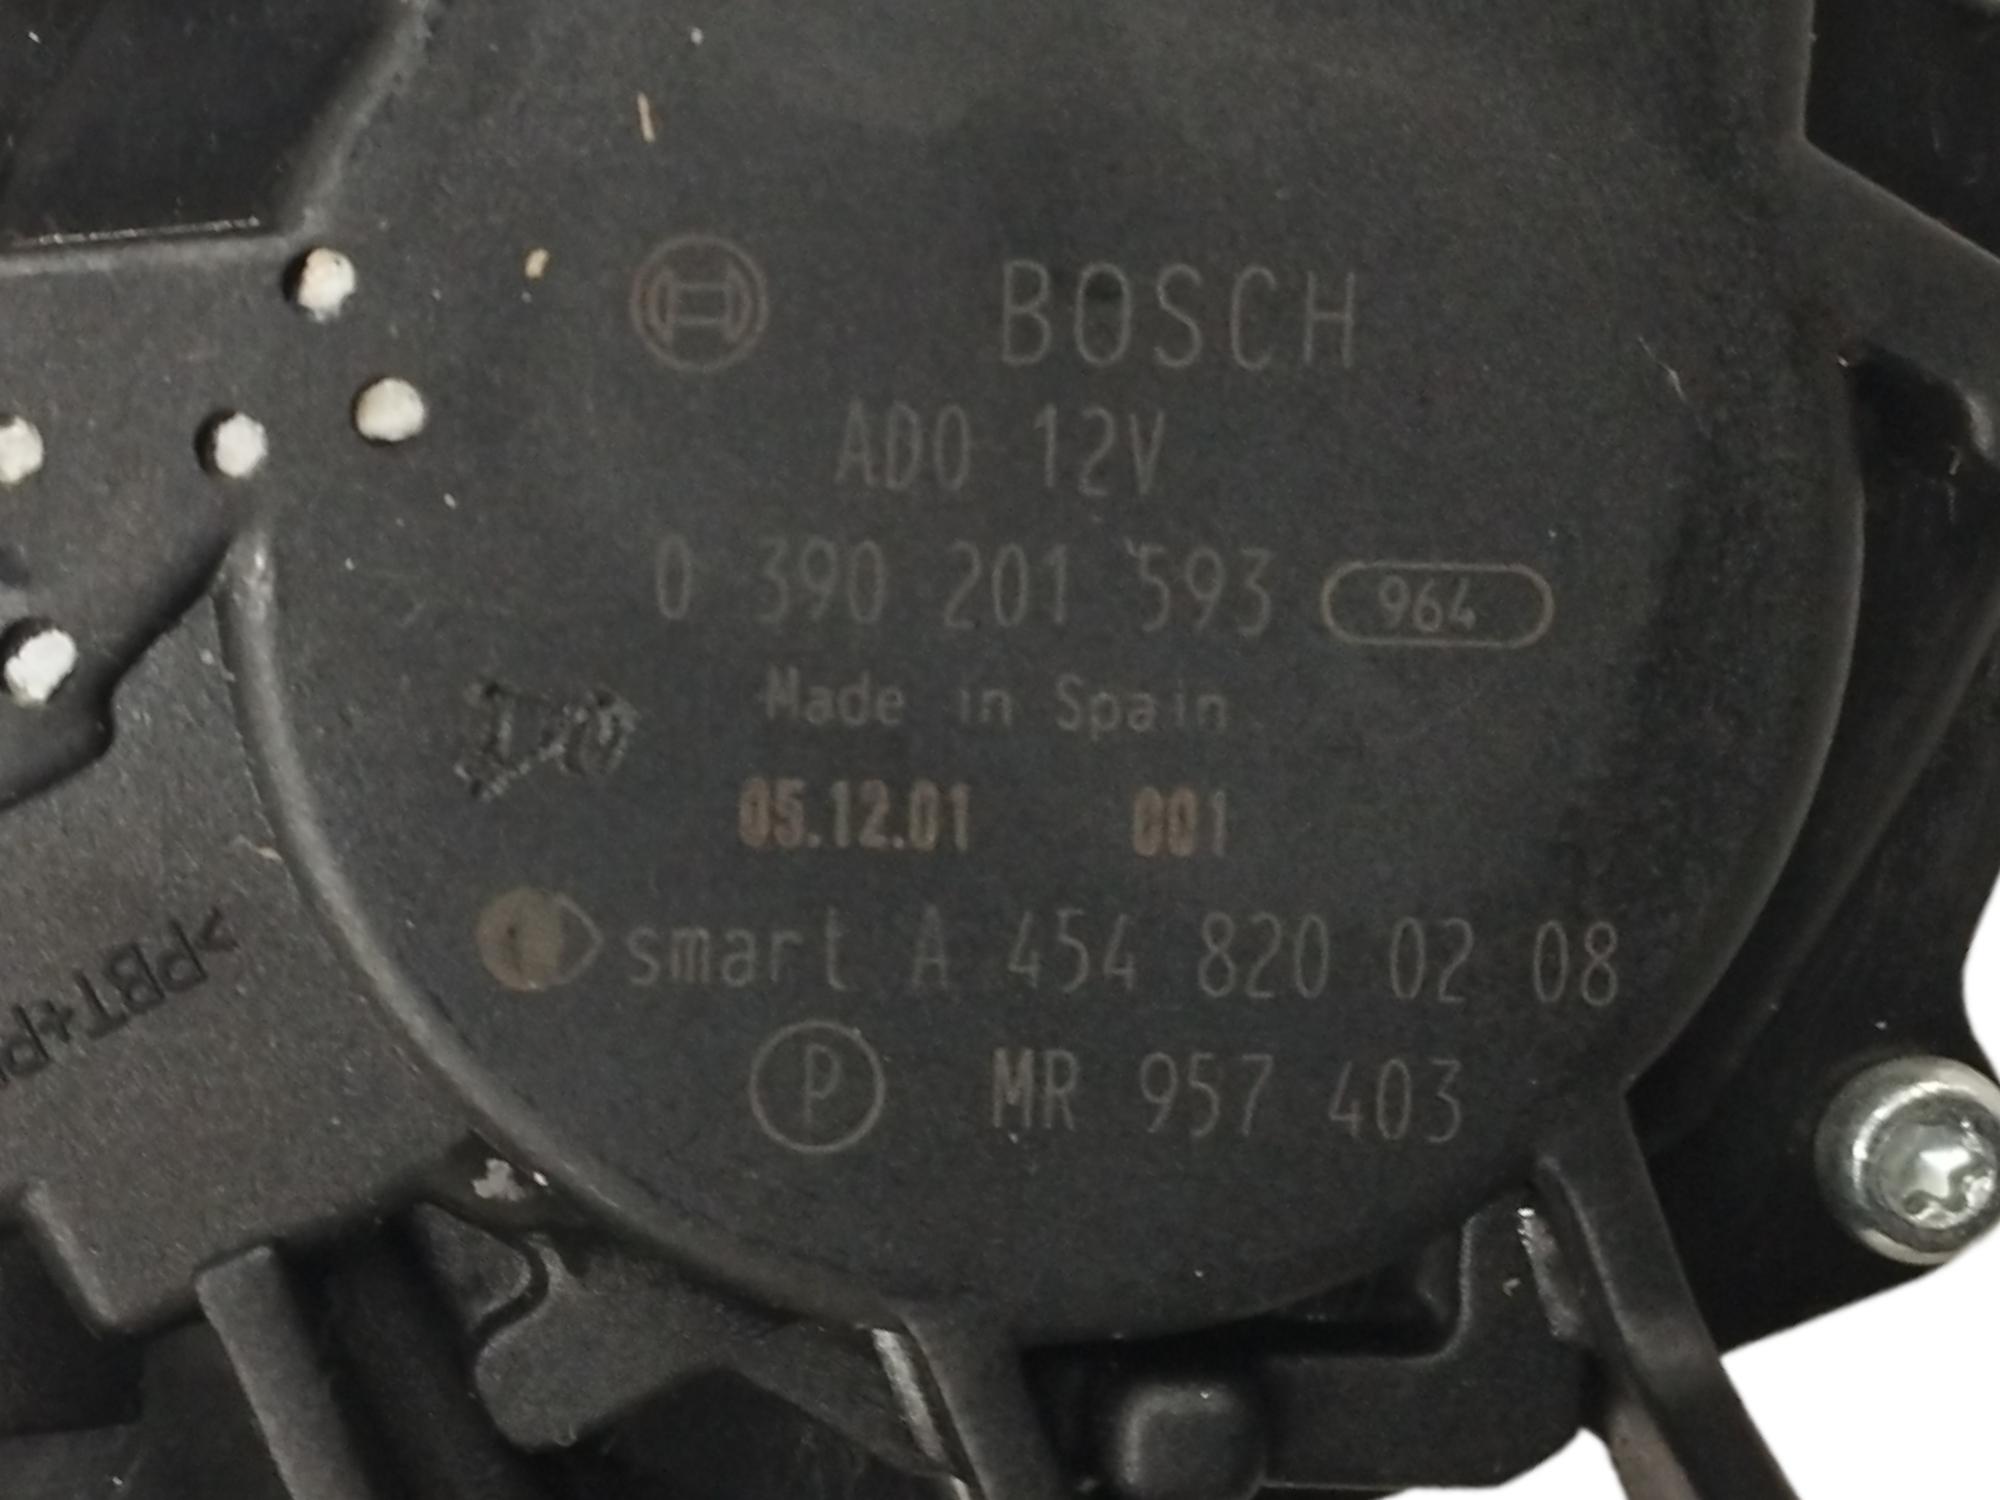 BOSCH
ADO 12V
0 390 201 593 964
Made in Spain
05.12.01 001
smart A 454 820 02 08
P MR 957 403
>PBT+P